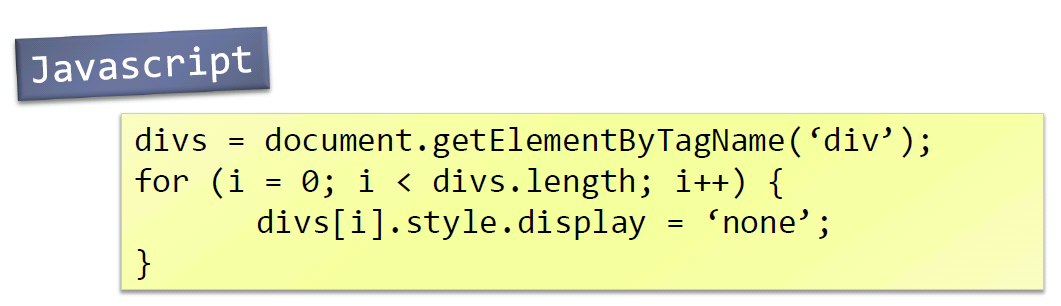 Javascript
divs = document.getElementByTagName(‘div’);
for (i = 0; i < divs.length; i++) {
divs[i].style.display = ‘none’;
}